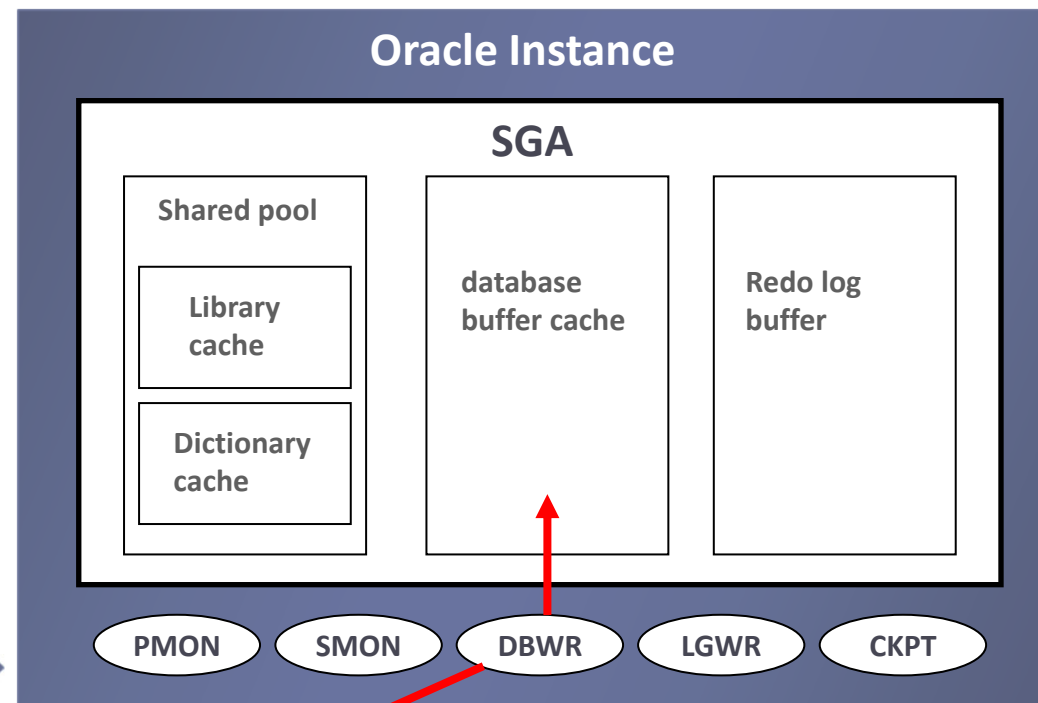 Oracle Instance
SGA
Shared pool
Library
cache
Dictionary
cache
database
buffer cache
Redo log
buffer
PMON
SMON
DBWR
LGWR
CKPT